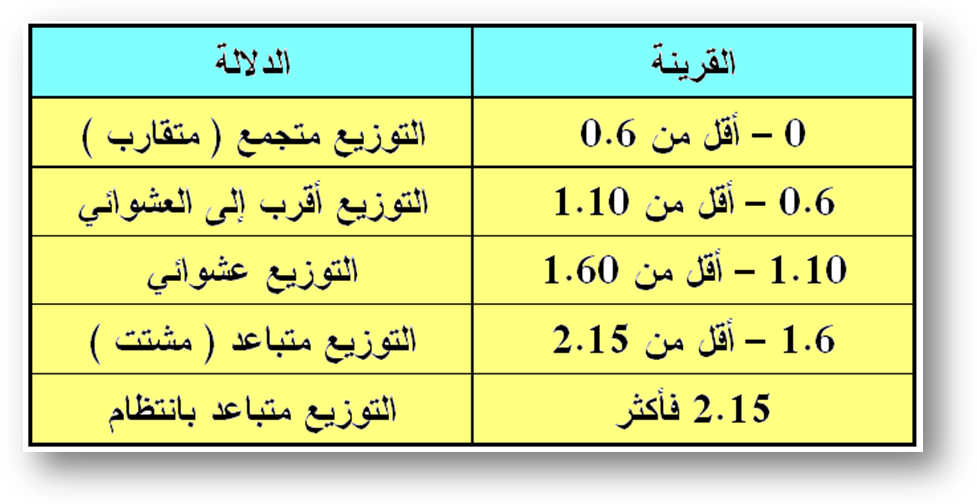 القرينة الدلالة
0 – أقل من 0.6 التوزيع متجمع ( متقارب )
0.6 – أقل من 1.10 التوزيع أقرب إلى العشوائي
1.10 – أقل من 1.60 التوزيع عشوائي
1.6 – أقل من 2.15 التوزيع متباعد ( مشتت )
2.15 فأكثر التوزيع متباعد بانتظام